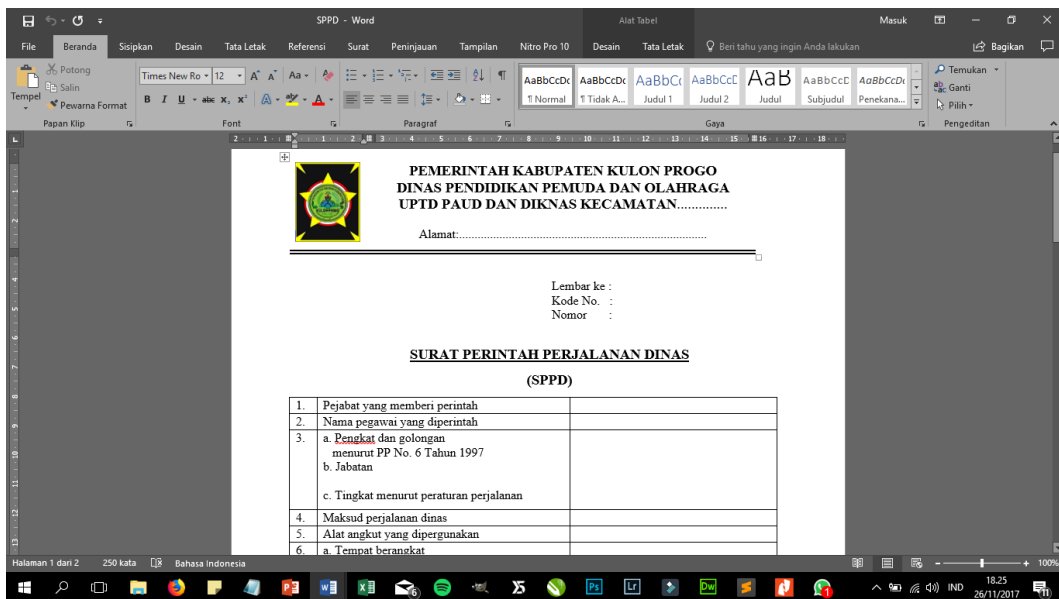 SPPD - Word
Alat Tabel
Masuk
File Beranda Sisipkan Desain Tata Letak Referensi Surat Peninjauan Tampilan Nitro Pro 10 Desain Tata Letak Beri tahu yang ingin Anda lakukan Bagikan
Tempel
Potong
Salin
Pewarna Format
Times New Ro 12
AaBbCcDc AaBbCcDc AaBbCc AaBbCcC AaB AaBbCcD AaBbCcDc
¶ Normal ¶ Tidak A... Judul 1 Judul 2 Judul Subjudul Penekana...
Temukan
Ganti
Pilih
Papan Klip Font Paragraf Gaya Pengeditan
PEMERINTAH KABUPATEN KULON PROGO
DINAS PENDIDIKAN PEMUDA DAN OLAHRAGA
UPTD PAUD DAN DIKNAS KECAMATAN..............
Alamat:................................................................................
Lembar ke :
Kode No. :
Nomor :
SURAT PERINTAH PERJALANAN DINAS
(SPPD)
1. Pejabat yang memberi perintah
2. Nama pegawai yang diperintah
3. a. Pengkat dan golongan
menurut PP No. 6 Tahun 1997
b. Jabatan
c. Tingkat menurut peraturan perjalanan
4. Maksud perjalanan dinas
5. Alat angkut yang dipergunakan
6. a. Tempat berangkat
Halaman 1 dari 2 250 kata Bahasa Indonesia 100%
IND
18.25
26/11/2017